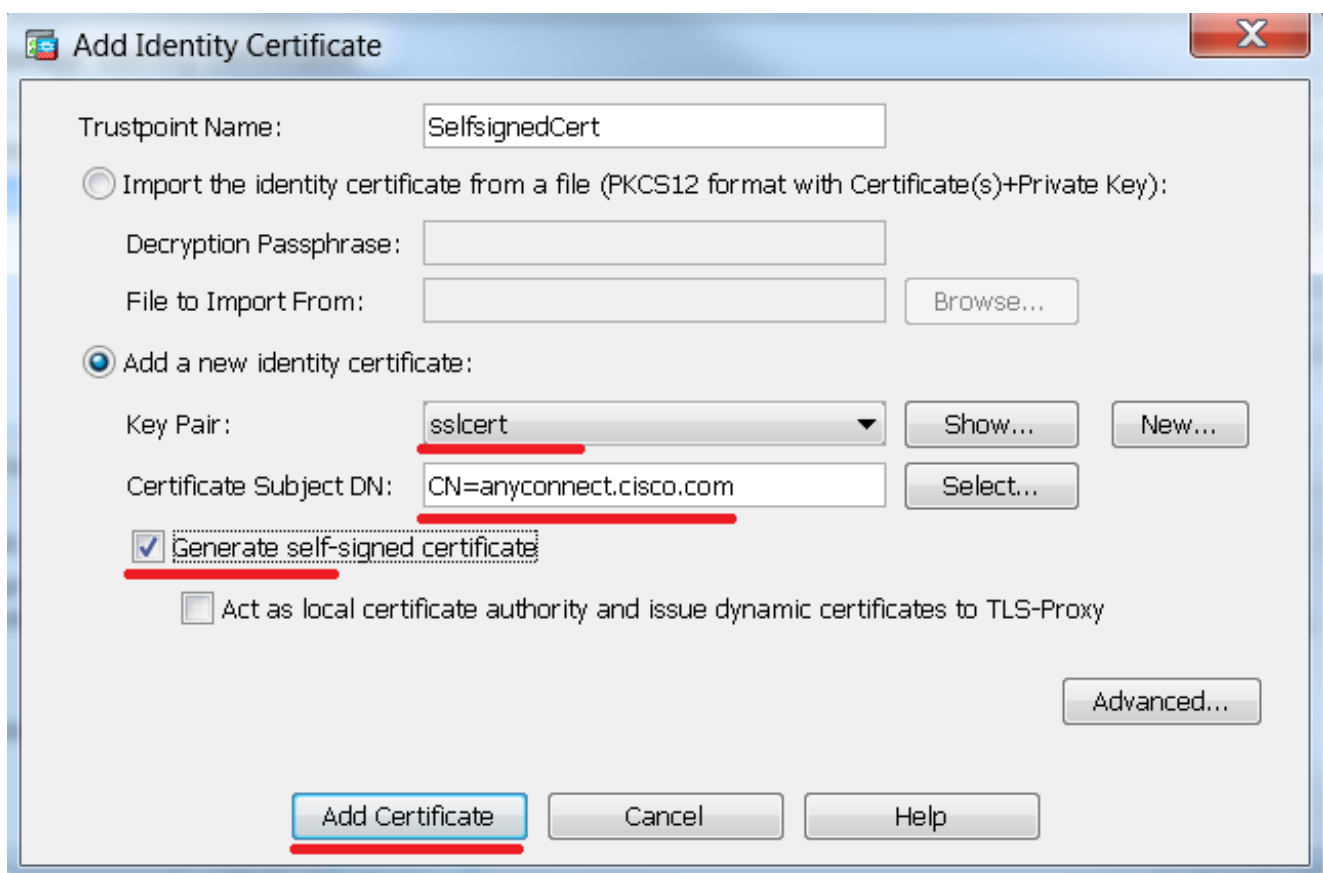 Add Identity Certificate
Trustpoint Name: SelfsignedCert
Import the identity certificate from a file (PKCS12 format with Certificate(s)+Private Key):
Decryption Passphrase:
File to Import From: Browse...
Add a new identity certificate:
Key Pair: sslcert Show... New...
Certificate Subject DN: CN=anyconnect.cisco.com Select...
Generate self-signed certificate
Act as local certificate authority and issue dynamic certificates to TLS-Proxy
Advanced...
Add Certificate Cancel Help